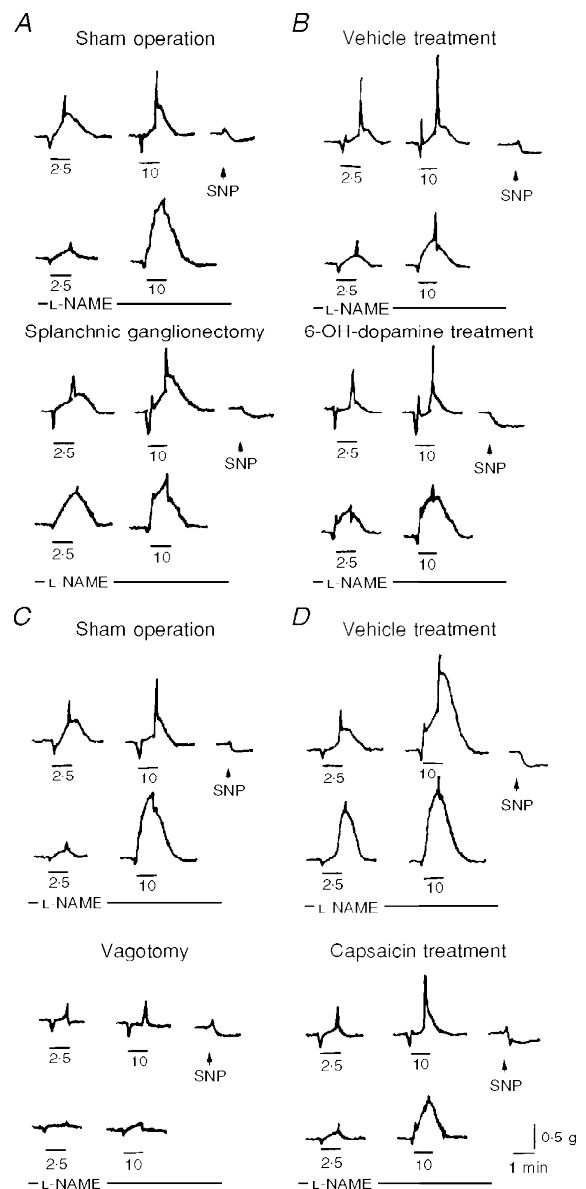 A B
Sham operation Vehicle treatment
2·5 10 2·5 10
SNP SNP
2·5 10 2·5 10
L-NAME L-NAME
Splanchnic ganglionectomy 6-OH-dopamine treatment
2·5 10 2·5 10
SNP SNP
2·5 10 2·5 10
L-NAME L-NAME
C D
Sham operation Vehicle treatment
2·5 10 2·5 10
SNP SNP
2·5 10 2·5 10
L-NAME L NAME
Vagotomy Capsaicin treatment
2·5 10 2·5 10
SNP SNP
2·5 10 2·5 10 0·5 g
1 min
L-NAME L-NAME